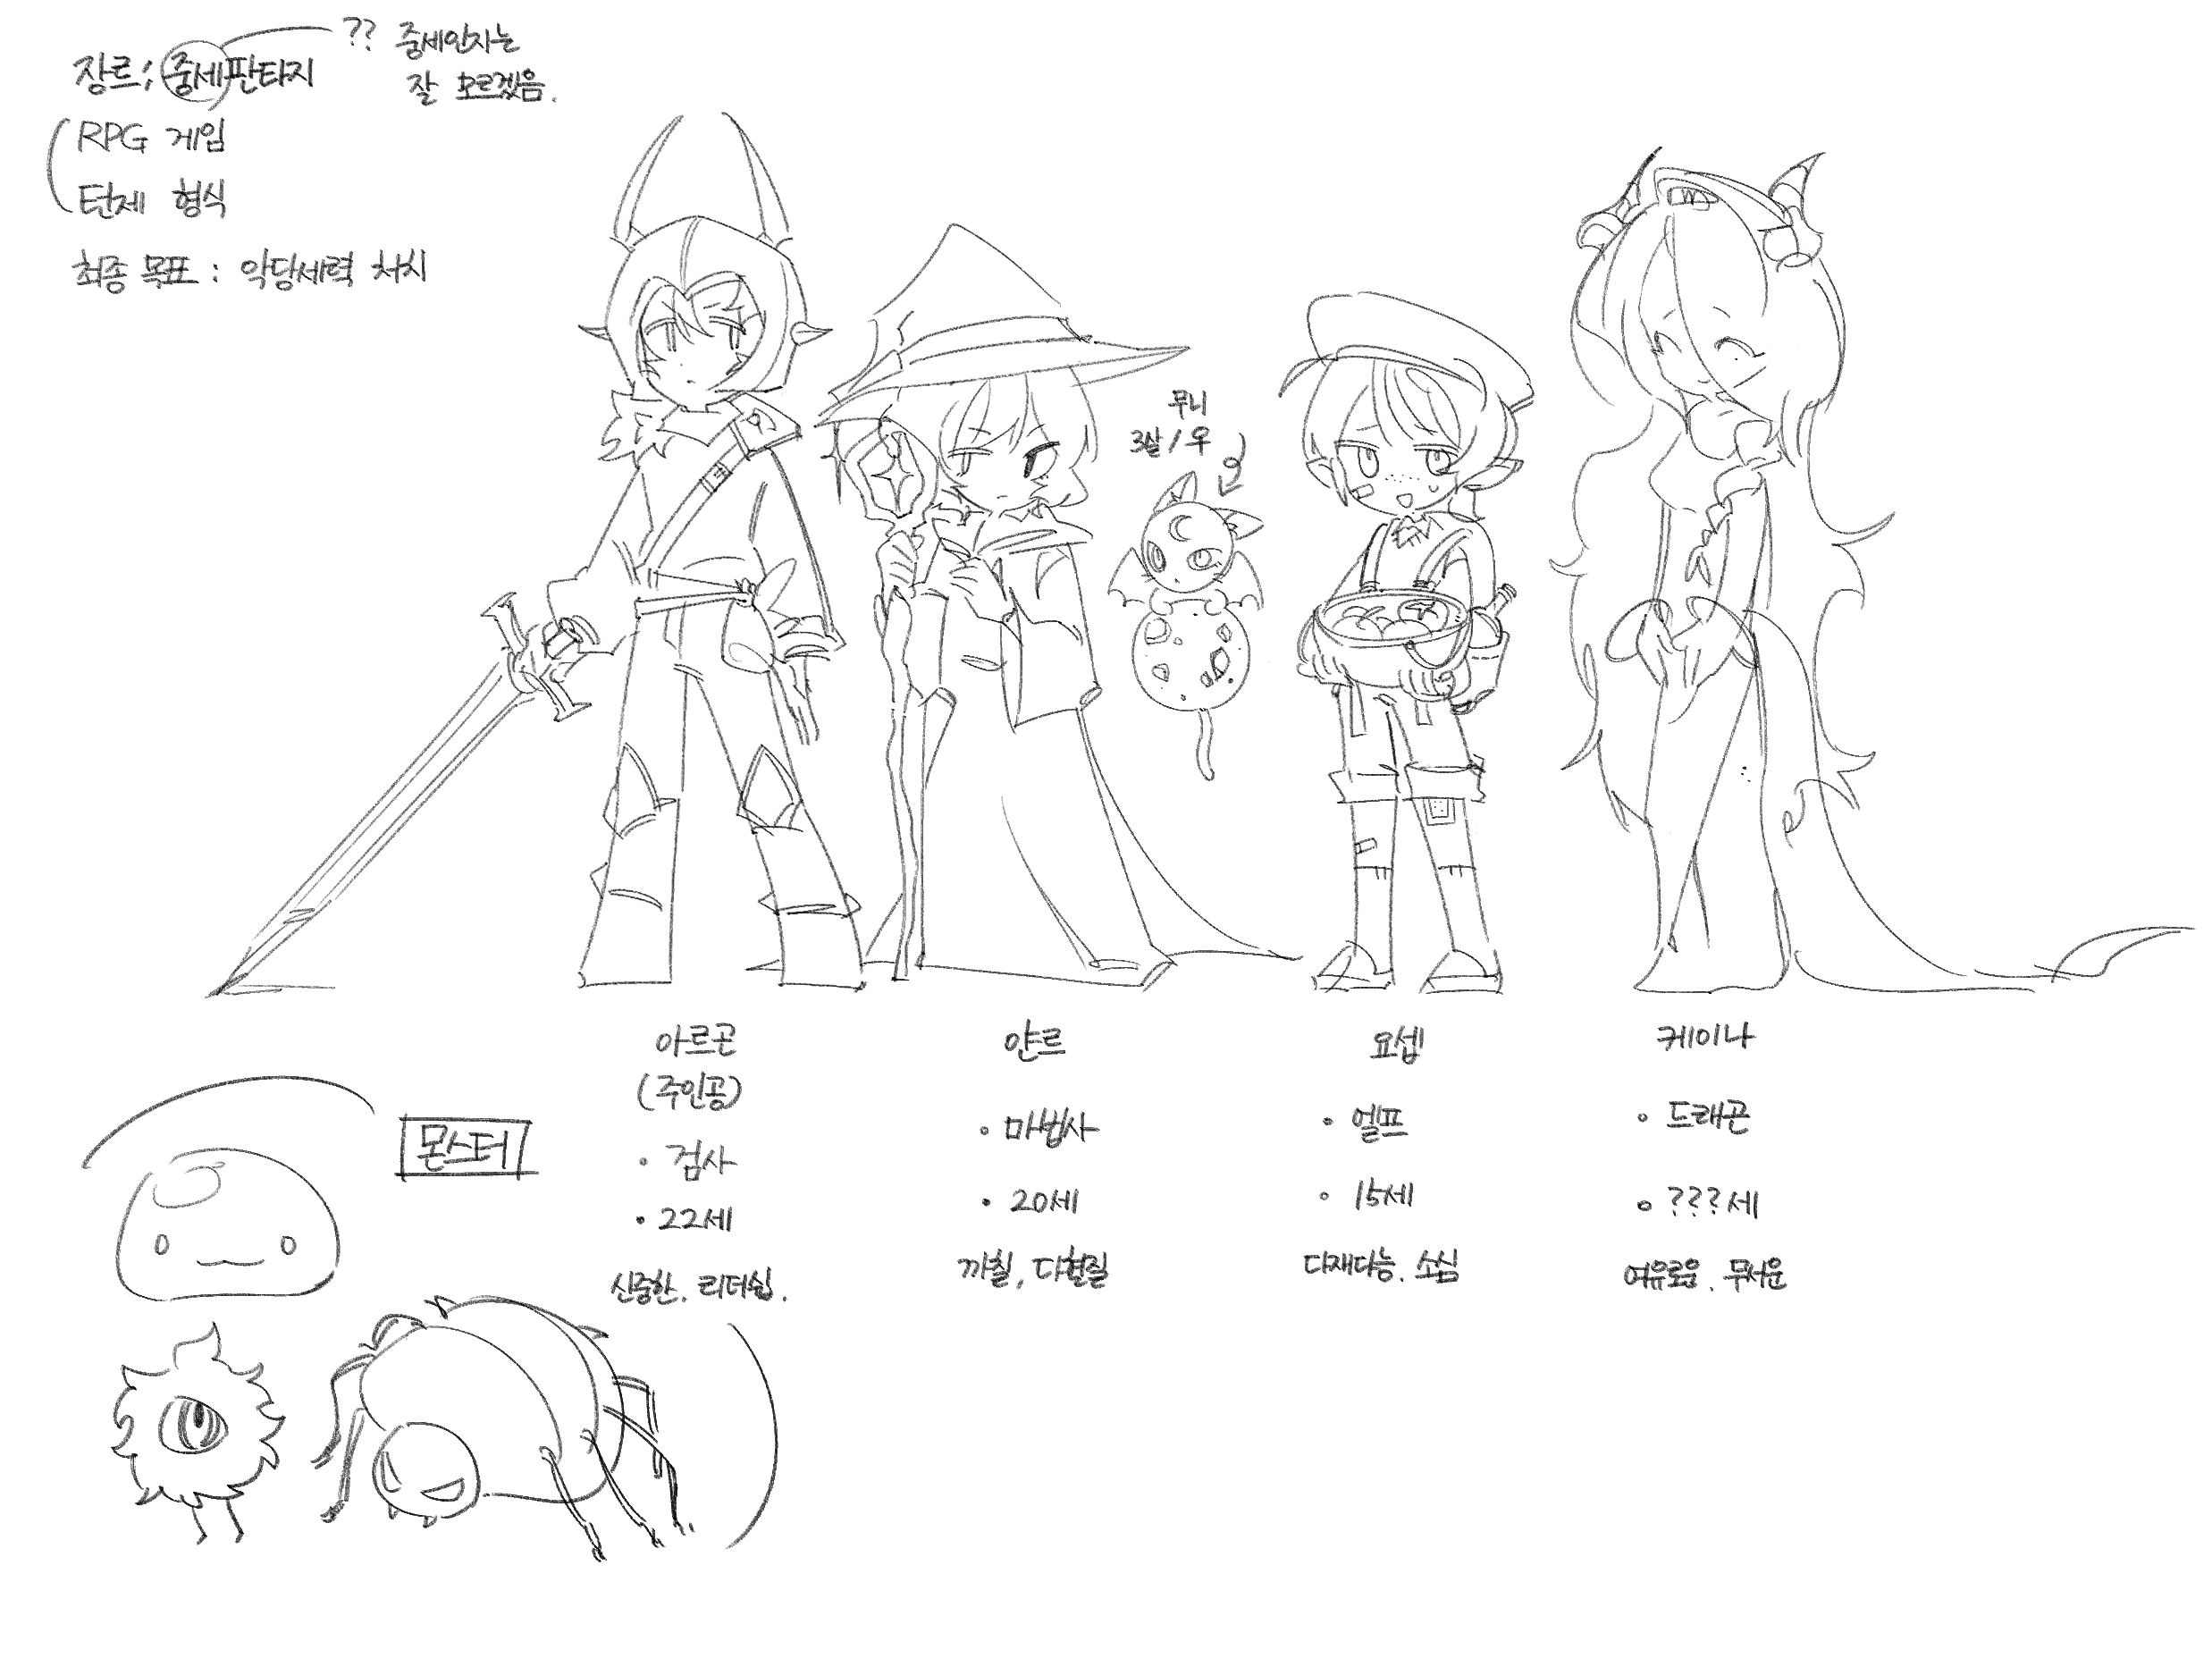 ?? 중세인지는
잘 모르겠음.
장르; 중세판타지
RPG 게임
턴제 형식
최종 목표 : 악당세력 처치
무니
3살 / 우
아르곤
(주인공)
• 검사
• 22세
신중한. 리더쉽.
얀르
• 마법사
• 20세
까칠, 다혈질
요셉
• 엘프
• 15세
다재다능. 소심
케이나
• 드래곤
• ???세
여유로움. 무서운
몬스터